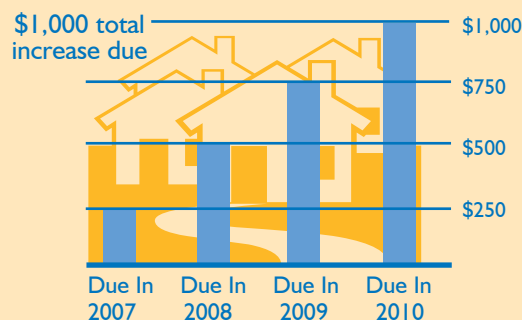 $1,000 total
increase due
$1,000
$750
$500
$250
Due In
2007
Due In
2008
Due In
2009
Due In
2010